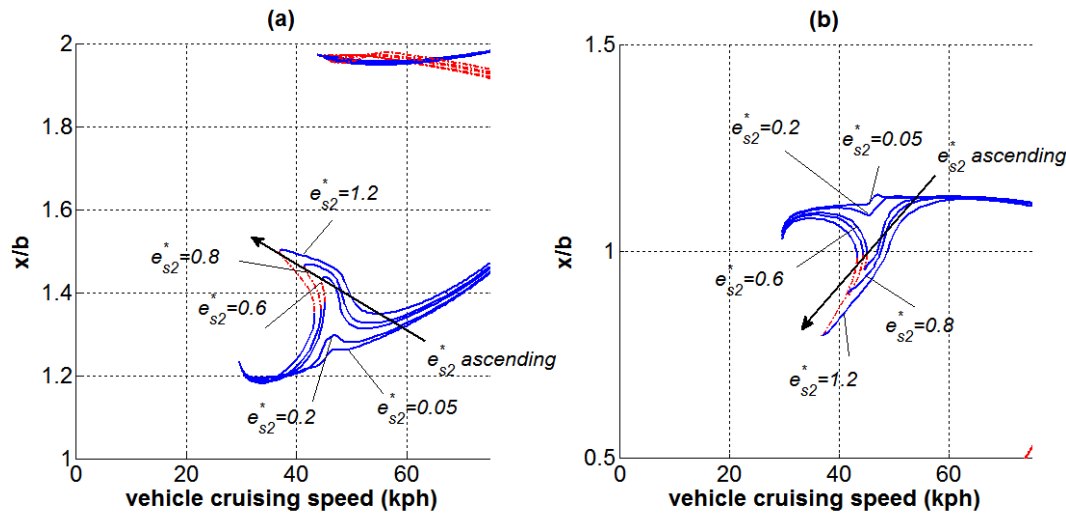 (a)
2
1.8
1.6
1.4
1.2
1
0
20
40
60
x/b
vehicle cruising speed (kph)
e*s2=1.2
e*s2=0.8
e*s2=0.6
e*s2 ascending
e*s2=0.2
e*s2=0.05
(b)
1.5
1
0.5
0
20
40
60
x/b
vehicle cruising speed (kph)
e*s2=0.2
e*s2=0.05
e*s2 ascending
e*s2=0.6
e*s2=0.8
e*s2=1.2